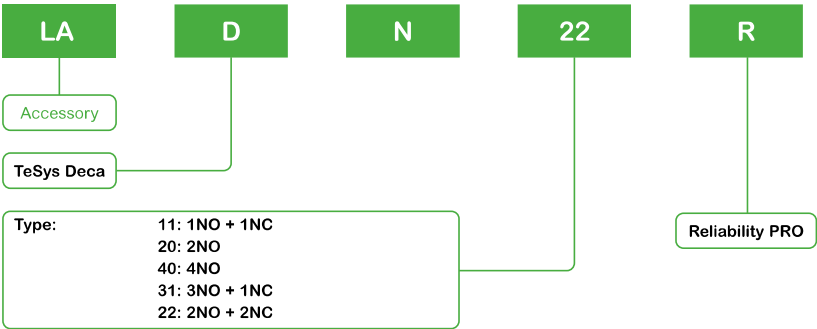 LA D N 22 R
Accessory
TeSys Deca
Type: 11: 1NO + 1NC
20: 2NO
40: 4NO
31: 3NO + 1NC
22: 2NO + 2NC
Reliability PRO